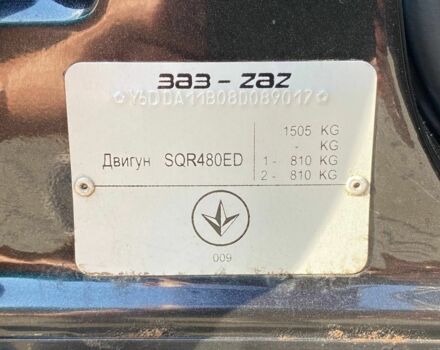 ЗАЗ - ZAZ
✩Y6DDA11B08D089017✩
1505 KG
- KG
Двигун SQR480ED 1- 810 KG
2- 810 KG
009